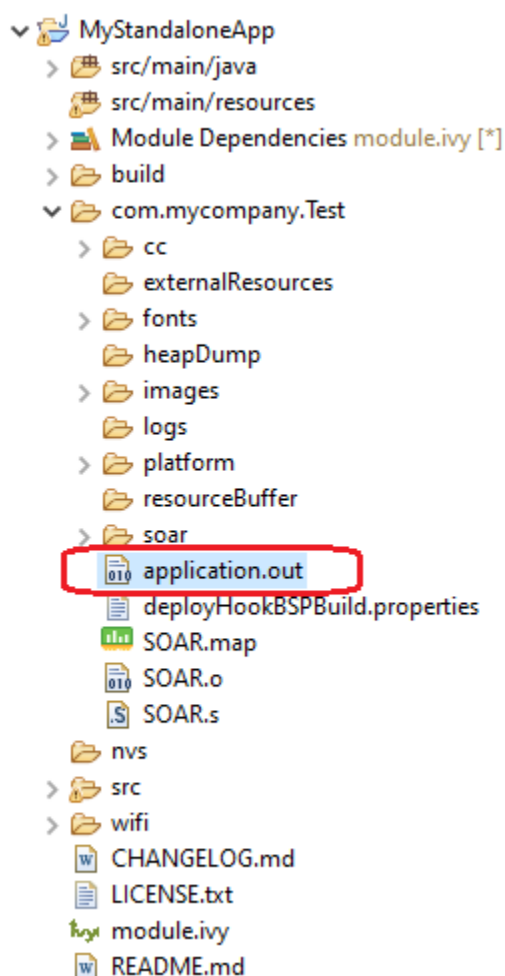 MyStandaloneApp
src/main/java
src/main/resources
Module Dependencies module.ivy [*]
build
com.mycompany.Test
cc
externalResources
fonts
heapDump
images
logs
platform
resourceBuffer
soar
application.out
deployHookBSPBuild.properties
SOAR.map
SOAR.o
SOAR.s
nvs
src
wifi
CHANGELOG.md
LICENSE.txt
module.ivy
README.md